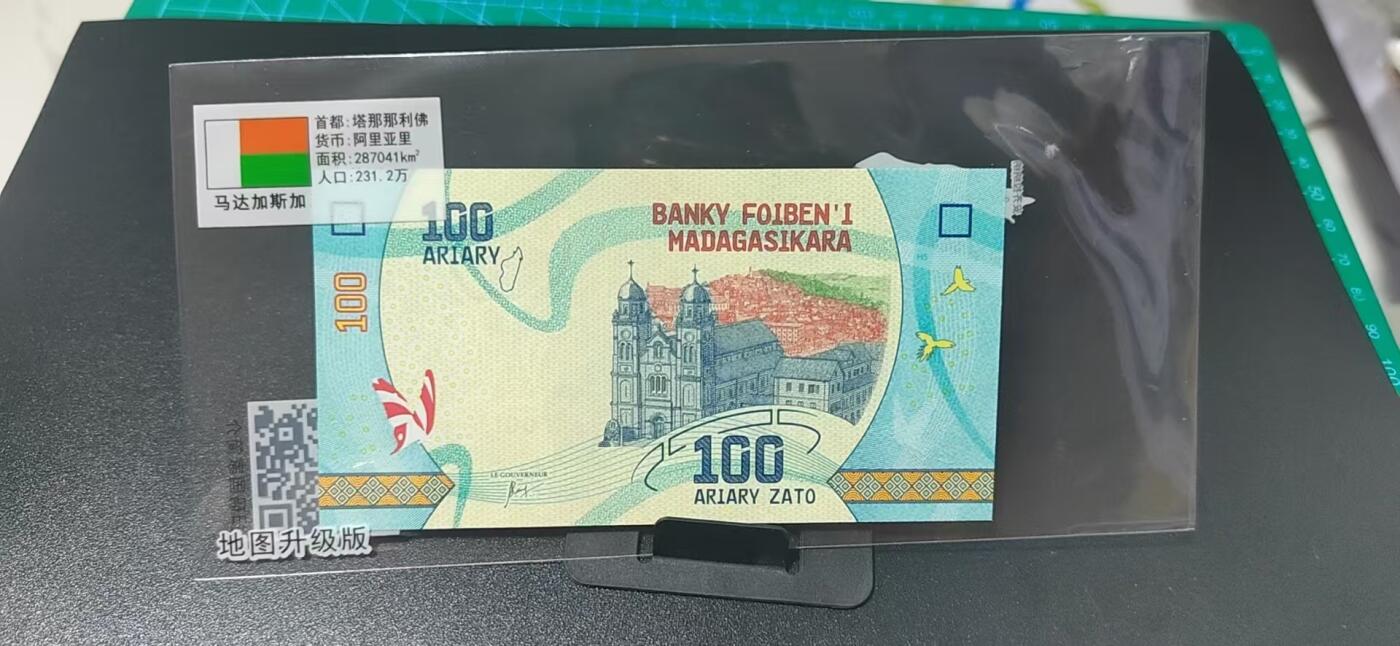 首都:塔那那利佛
货币:阿里亚里
面积:287041km²
人口:231.2万
马达加斯加
100
ARIARY
BANKY FOIBEN'I
MADAGASIKARA
100
LE GOUVERNEUR
100
ARIARY ZATO
地图升级版